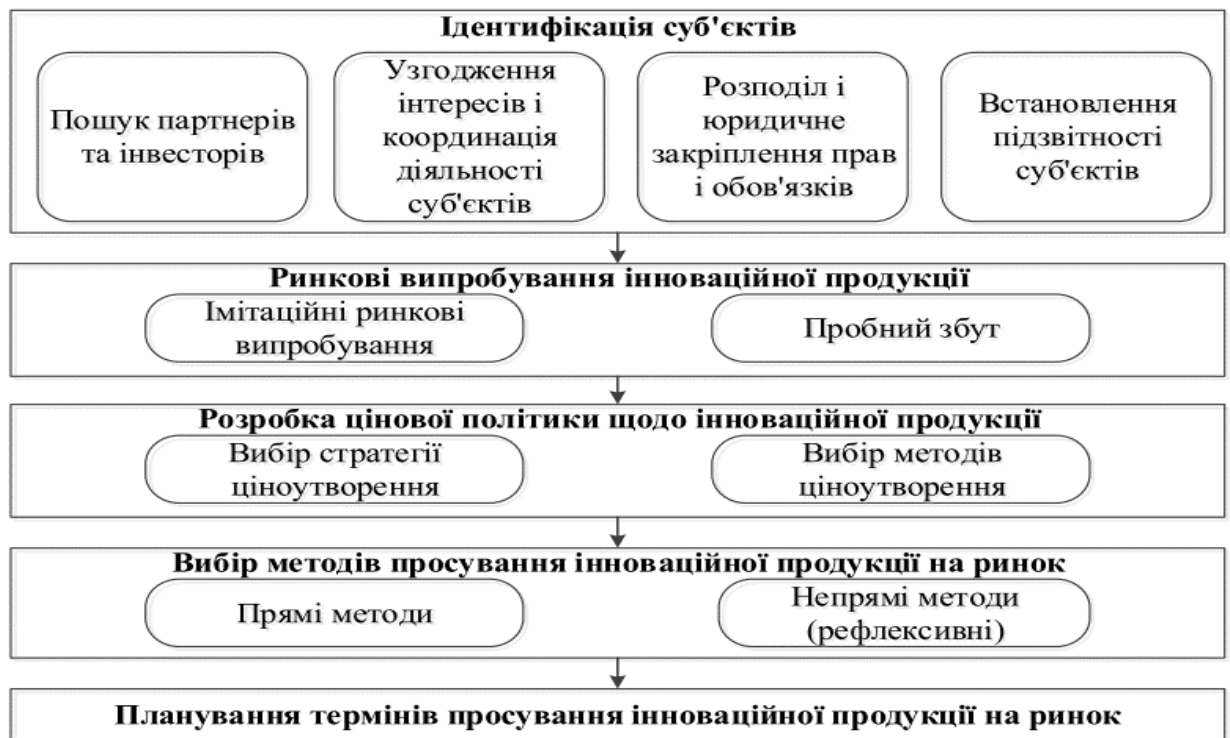 Ідентифікація суб'єктів
Пошук партнерів
та інвесторів
Узгодження
інтересів і
координація
діяльності
суб'єктів
Розподіл і
юридичне
закріплення прав
і обов'язків
Встановлення
підзвітності
суб'єктів
Ринкові випробування інноваційної продукції
Імітаційні ринкові
випробування
Пробний збут
Розробка цінової політики щодо інноваційної продукції
Вибір стратегії
ціноутворення
Вибір методів
ціноутворення
Вибір методів просування інноваційної продукції на ринок
Прямі методи
Непрямі методи
(рефлексивні)
Планування термінів просування інноваційної продукції на ринок